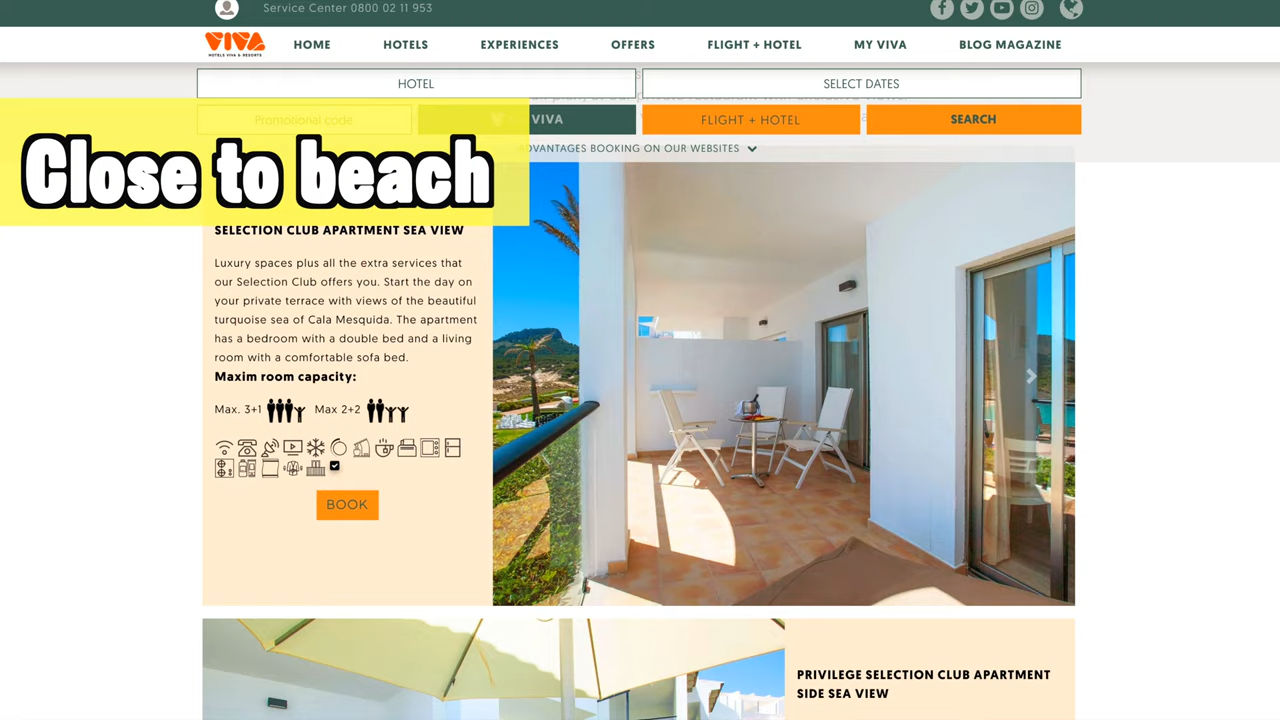 Service Center 0800 02 11 953
VIVA
HOTELS VIVA & RESORTS
HOME
HOTELS
EXPERIENCES
OFFERS
FLIGHT + HOTEL
MY VIVA
BLOG MAGAZINE
HOTEL
SELECT DATES
Promotional code
VIVA
FLIGHT + HOTEL
SEARCH
ADVANTAGES BOOKING ON OUR WEBSITES
Close to beach
SELECTION CLUB APARTMENT SEA VIEW
Luxury spaces plus all the extra services that
our Selection Club offers you. Start the day on
your private terrace with views of the beautiful
turquoise sea of Cala Mesquida. The apartment
has a bedroom with a double bed and a living
room with a comfortable sofa bed.
Maxim room capacity:
Max. 3+1
Max 2+2
BOOK
PRIVILEGE SELECTION CLUB APARTMENT
SIDE SEA VIEW